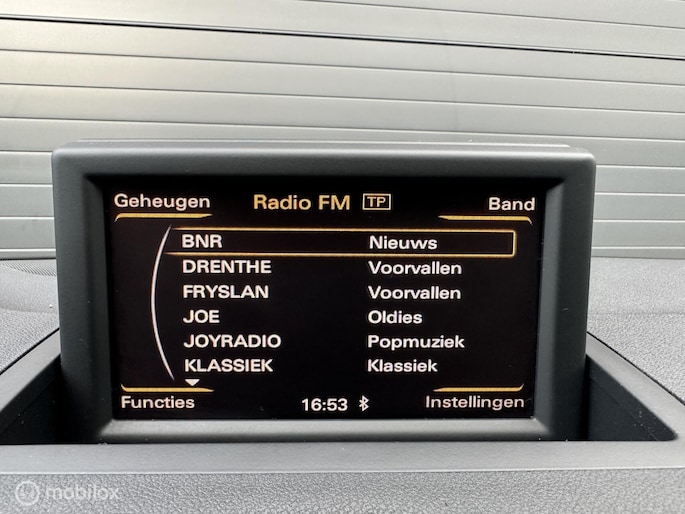 Geheugen Radio FM TP Band
BNR Nieuws
DRENTHE Voorvallen
FRYSLAN Voorvallen
JOE Oldies
JOYRADIO Popmuziek
KLASSIEK Klassiek
Functies 16:53 Instellingen
mobilox